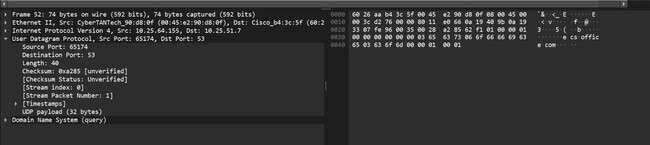 Frame 52: 74 bytes on wire (592 bits), 74 bytes captured (592 bits)
Ethernet II, Src: CyberTANTech_90:d8:0f (00:45:e2:90:d8:0f), Dst: Cisco_b4:3c:5f (60:2
Internet Protocol Version 4, Src: 10.25.64.155, Dst: 10.25.51.7
User Datagram Protocol, Src Port: 65174, Dst Port: 53
Source Port: 65174
Destination Port: 53
Length: 40
Checksum: 0xa285 [unverified]
[Checksum Status: Unverified]
[Stream index: 0]
[Stream Packet Number: 1]
[Timestamps]
UDP payload (32 bytes)
Domain Name System (query)
0000 60 26 aa b4 3c 5f 00 45 e2 90 d8 0f 08 00 45 00
0010 00 3c d2 76 00 00 80 11 e0 66 0a 19 40 9b 0a 19
0020 33 07 fe 96 00 35 00 28 a2 85 62 f1 01 00 00 01
0030 00 00 00 00 00 00 03 65 63 73 06 6f 66 66 69 63
0040 65 03 63 6f 6d 00 00 01 00 01